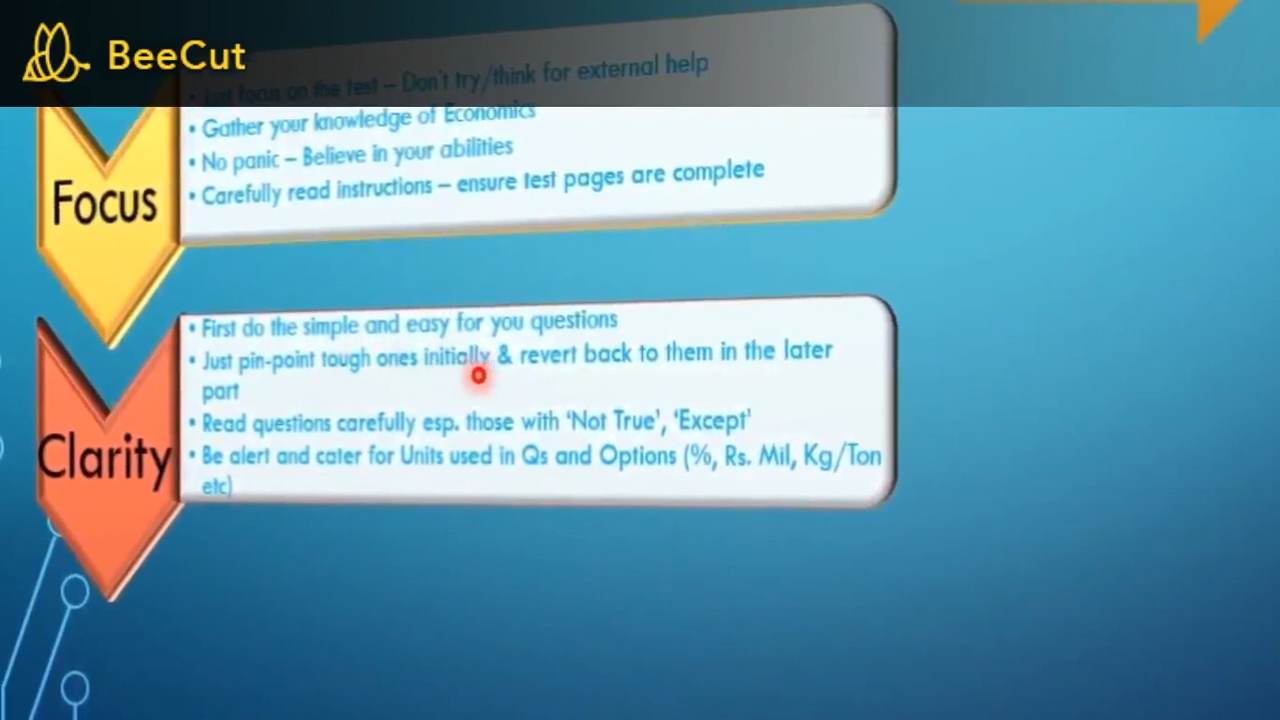 BeeCut
• Just focus on the test – Don't try/think for external help
• Gather your knowledge of Economics
• No panic – Believe in your abilities
• Carefully read instructions – ensure test pages are complete
Focus
• First do the simple and easy for you questions
• Just pin-point tough ones initially & revert back to them in the later
part
• Read questions carefully esp. those with ‘Not True’, ‘Except’
• Be alert and cater for Units used in Qs and Options (%, Rs. Mil, Kg/Ton
etc)
Clarity